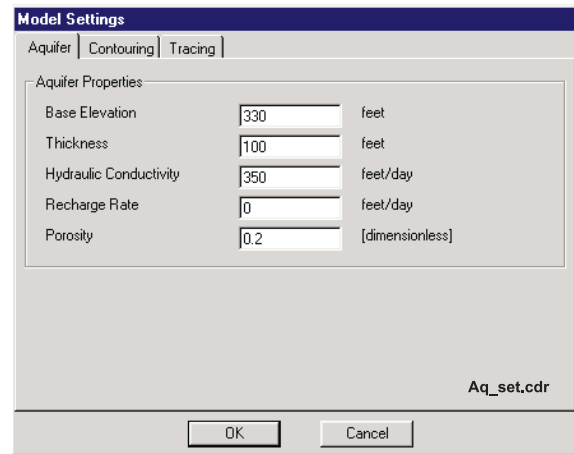 Model Settings
Aquifer Contouring Tracing
Aquifer Properties
Base Elevation 330 feet
Thickness 100 feet
Hydraulic Conductivity 350 feet/day
Recharge Rate 0 feet/day
Porosity 0.2 [dimensionless]
Aq_set.cdr
OK Cancel